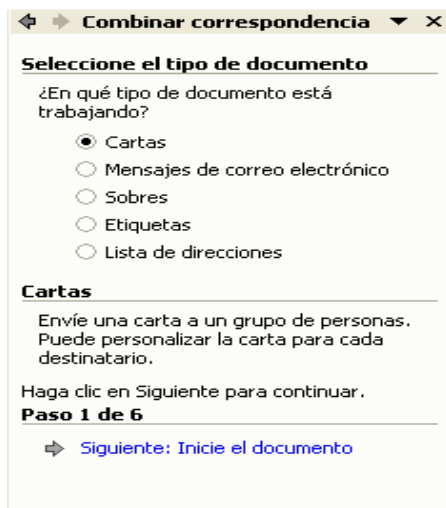 Combinar correspondencia
Seleccione el tipo de documento
¿En qué tipo de documento está
trabajando?
Cartas
Mensajes de correo electrónico
Sobres
Etiquetas
Lista de direcciones
Cartas
Envíe una carta a un grupo de personas.
Puede personalizar la carta para cada
destinatario.
Haga clic en Siguiente para continuar.
Paso 1 de 6
Siguiente: Inicie el documento